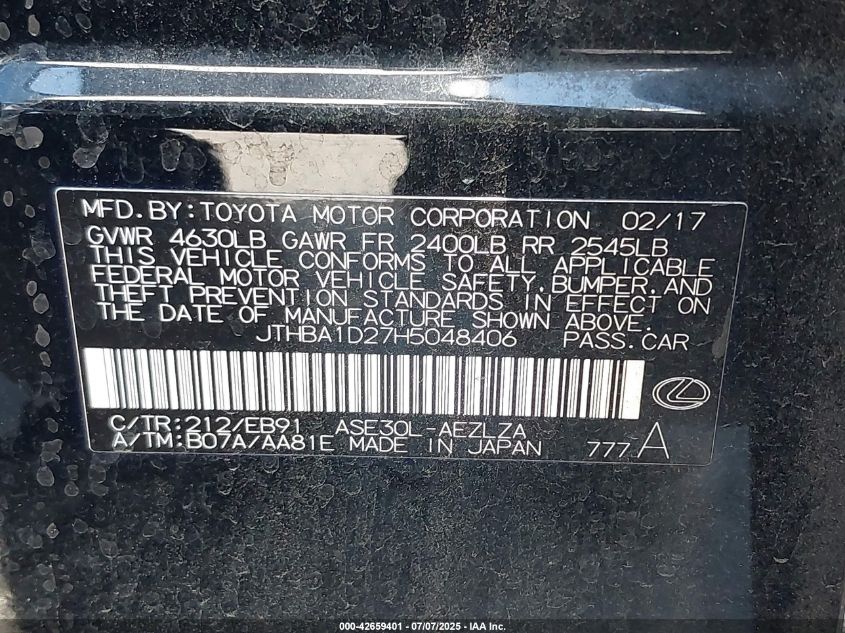 MFD.BY:TOYOTA MOTOR CORPORATION 02/17
GVWR 4630LB GAWR FR 2400LB RR 2545LB
THIS VEHICLE CONFORMS TO ALL APPLICABLE
FEDERAL MOTOR VEHICLE SAFETY,BUMPER,AND
THEFT PREVENTION STANDARDS IN EFFECT ON
THE DATE OF MANUFACTURE SHOWN ABOVE.
JTHBA1D27H5048406 PASS.CAR
C/TR:212/EB91 ASE30L-AEZLZA
A/TM:B07A/AA81E MADE IN JAPAN 777 A
000-42659401 - 07/07/2025 - IAA Inc.